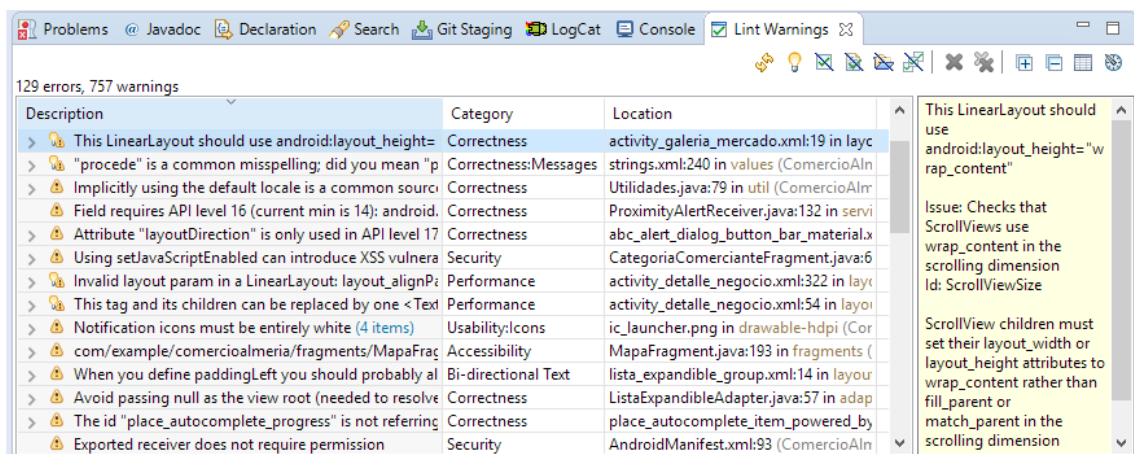 Problems @ Javadoc Declaration Search Git Staging LogCat Console Lint Warnings
129 errors, 757 warnings
Description Category Location
This LinearLayout should use android:layout_height= Correctness activity_galeria_mercado.xml:19 in layc
"procede" is a common misspelling; did you mean "p Correctness:Messages strings.xml:240 in values (ComercioAln
Implicitly using the default locale is a common sourc Correctness Utilidades.java:79 in util (ComercioAlm
Field requires API level 16 (current min is 14): android. Correctness ProximityAlertReceiver.java:132 in servi
Attribute "layoutDirection" is only used in API level 17 Correctness abc_alert_dialog_button_bar_material.x
Using setJavaScriptEnabled can introduce XSS vulnera Security CategoriaComercianteFragment.java:6
Invalid layout param in a LinearLayout: layout_alignPa Performance activity_detalle_negocio.xml:322 in layo
This tag and its children can be replaced by one <Text Performance activity_detalle_negocio.xml:54 in layou
Notification icons must be entirely white (4 items) Usability:Icons ic_launcher.png in drawable-hdpi (Cor
com/example/comercioalmeria/fragments/MapaFrag Accessibility MapaFragment.java:193 in fragments (
When you define paddingLeft you should probably al Bi-directional Text lista_expandible_group.xml:14 in layout
Avoid passing null as the view root (needed to resolve Correctness ListaExpandibleAdapter.java:57 in adap
The id "place_autocomplete_progress" is not referring Correctness place_autocomplete_item_powered_by
Exported receiver does not require permission Security AndroidManifest.xml:93 (ComercioAln
This LinearLayout should
use
android:layout_height="w
rap_content"
Issue: Checks that
ScrollViews use
wrap_content in the
scrolling dimension
Id: ScrollViewSize
ScrollView children must
set their layout_width or
layout_height attributes to
wrap_content rather than
fill_parent or
match_parent in the
scrolling dimension